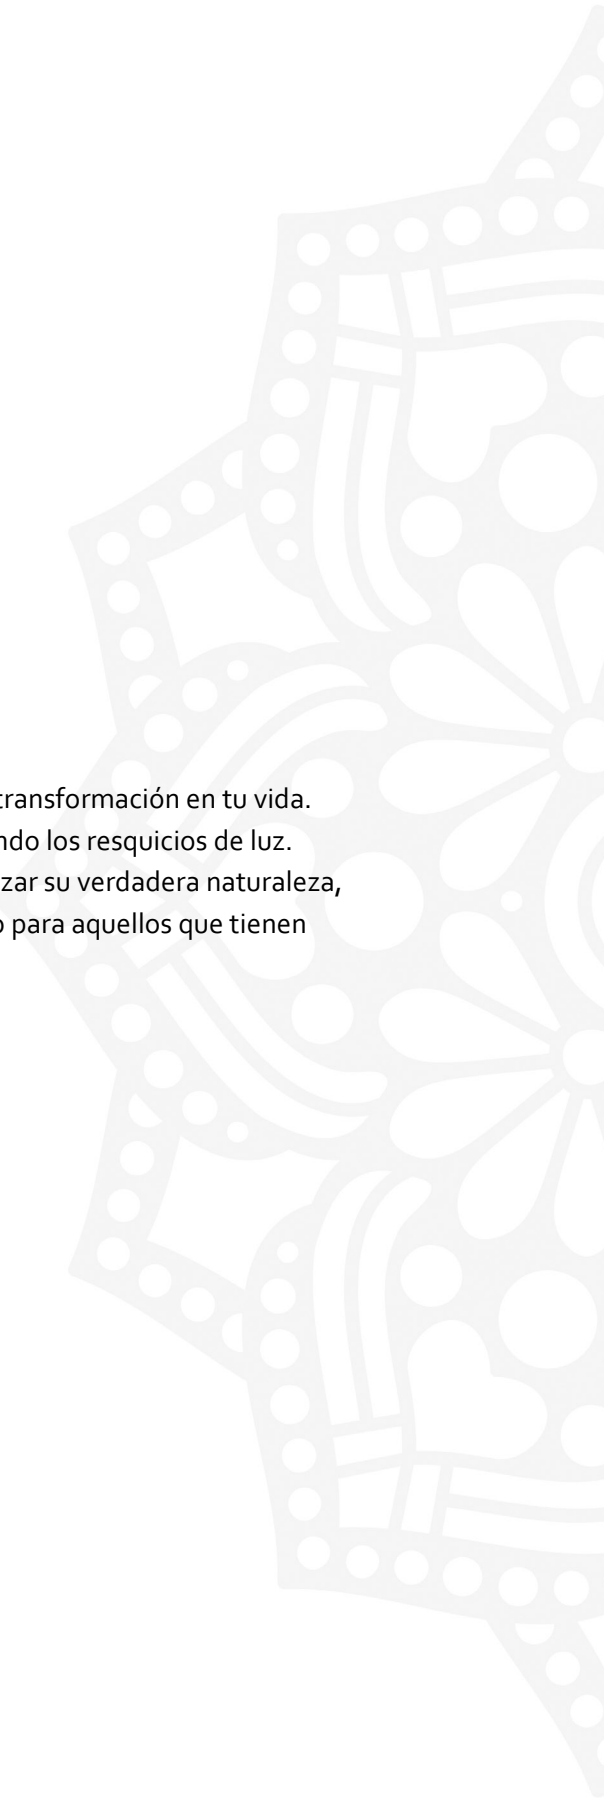 transformación en tu vida.
ndo los resquicios de luz.
zar su verdadera naturaleza,
o para aquellos que tienen